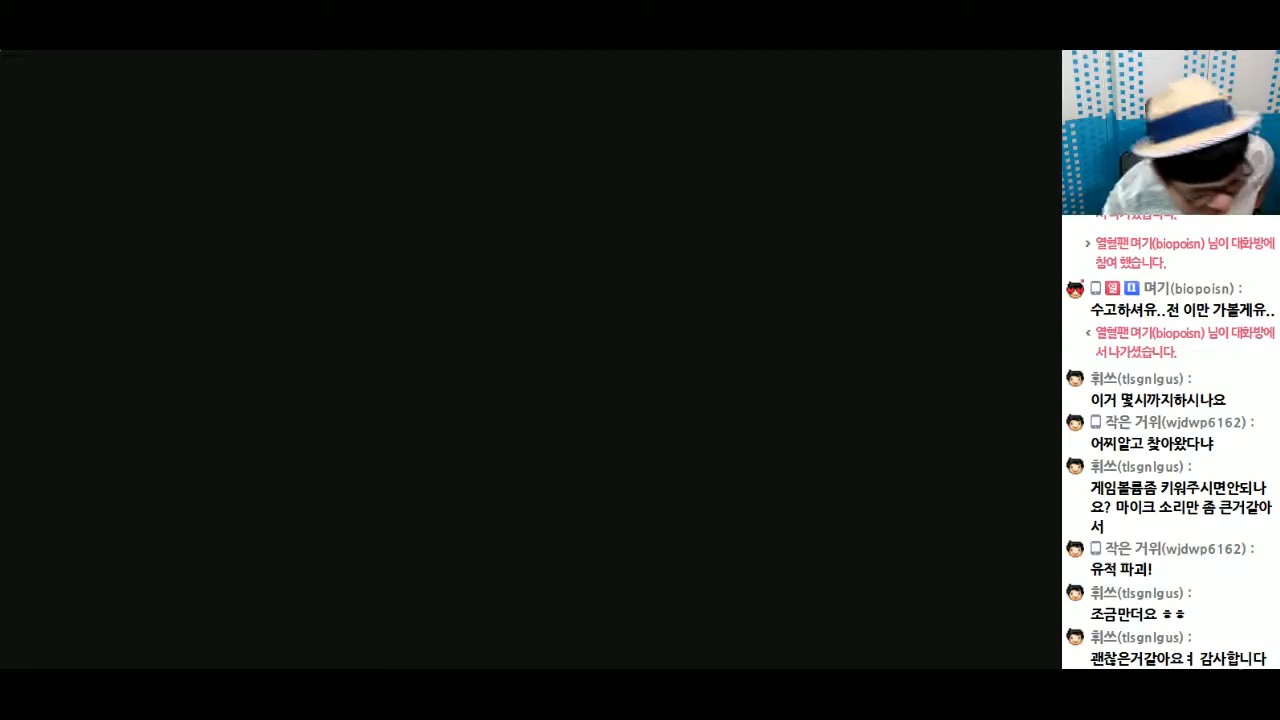 열혈팬 며기(biopoisn) 님이 대화방에
참여 했습니다.
열 며기(biopoisn) :
수고하셔유..전 이만 가볼게유..
열혈팬 며기(biopoisn) 님이 대화방에
서 나가셨습니다.
휘쓰(tlsgnlgus) :
이거 몇시까지하시나요
작은 거위(wjdwp6162) :
어찌알고 찾아왔다냐
휘쓰(tlsgnlgus) :
게임볼륨좀 키워주시면안되나
요? 마이크 소리만 좀 큰거같아
서
작은 거위(wjdwp6162) :
유적 파괴!
휘쓰(tlsgnlgus) :
조금만더요 ㅎㅎ
휘쓰(tlsgnlgus) :
괜찮은거같아요ㅕ 감사합니다